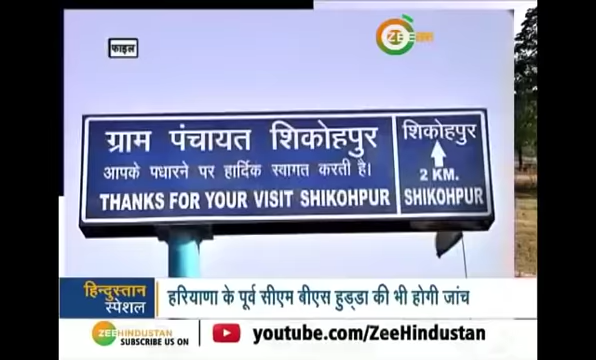 फाइल
ग्राम पंचायत शिकोहपुर
आपके पधारने पर हार्दिक स्वागत करती है।
THANKS FOR YOUR VISIT SHIKOHPUR
शिकोहपुर
2 KM.
SHIKOHPUR
हिन्दुस्तान
स्पेशल
हरियाणा के पूर्व सीएम बीएस हुड्डा की भी होगी जांच
ZEE HINDUSTAN
SUBSCRIBE US ON
youtube.com/ZeeHindustan